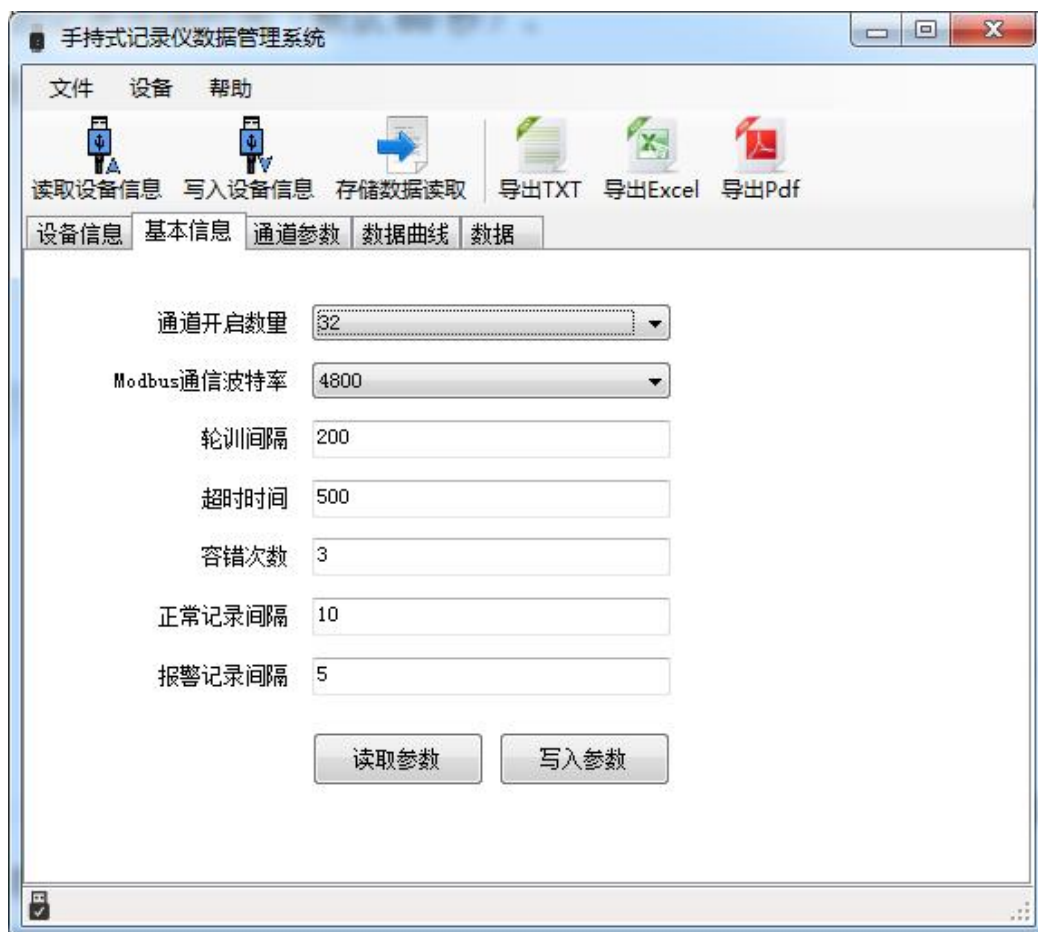 手持式记录仪数据管理系统
文件 设备 帮助
读取设备信息 写入设备信息 存储数据读取 导出TXT 导出Excel 导出Pdf
设备信息 基本信息 通道参数 数据曲线 数据
通道开启数量 32
Modbus通信波特率 4800
轮训间隔 200
超时时间 500
容错次数 3
正常记录间隔 10
报警记录间隔 5
读取参数 写入参数